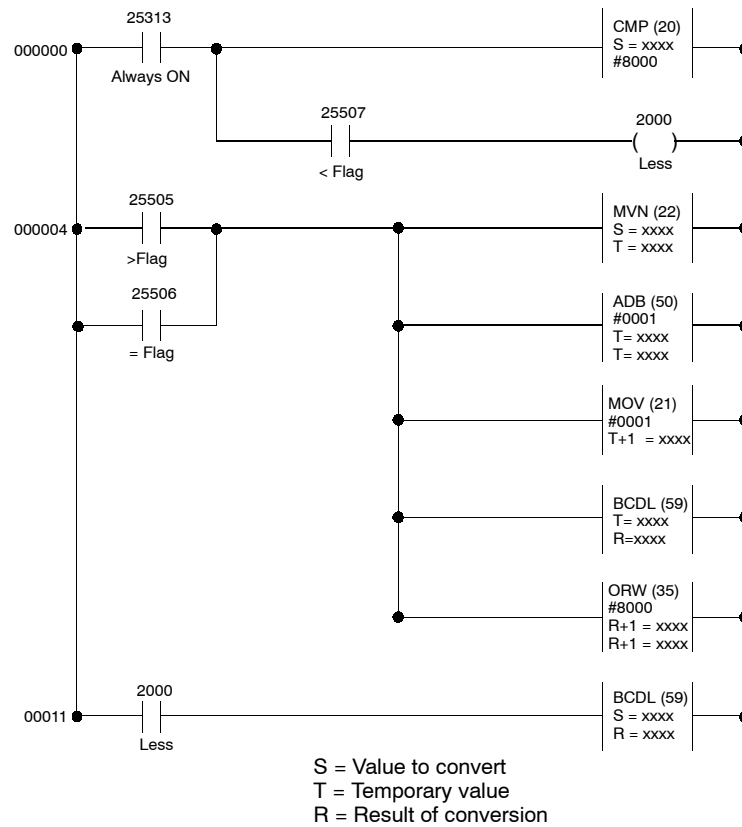 25313
000000
Always ON
CMP (20)
S = xxxx
#8000
25507
< Flag
2000
Less
25505
000004
>Flag
MVN (22)
S = xxxx
T = xxxx
25506
= Flag
ADB (50)
#0001
T= xxxx
T= xxxx
MOV (21)
#0001
T+1 = xxxx
BCDL (59)
T= xxxx
R=xxxx
ORW (35)
#8000
R+1 = xxxx
R+1 = xxxx
2000
00011
Less
BCDL (59)
S = xxxx
R = xxxx
S = Value to convert
T = Temporary value
R = Result of conversion